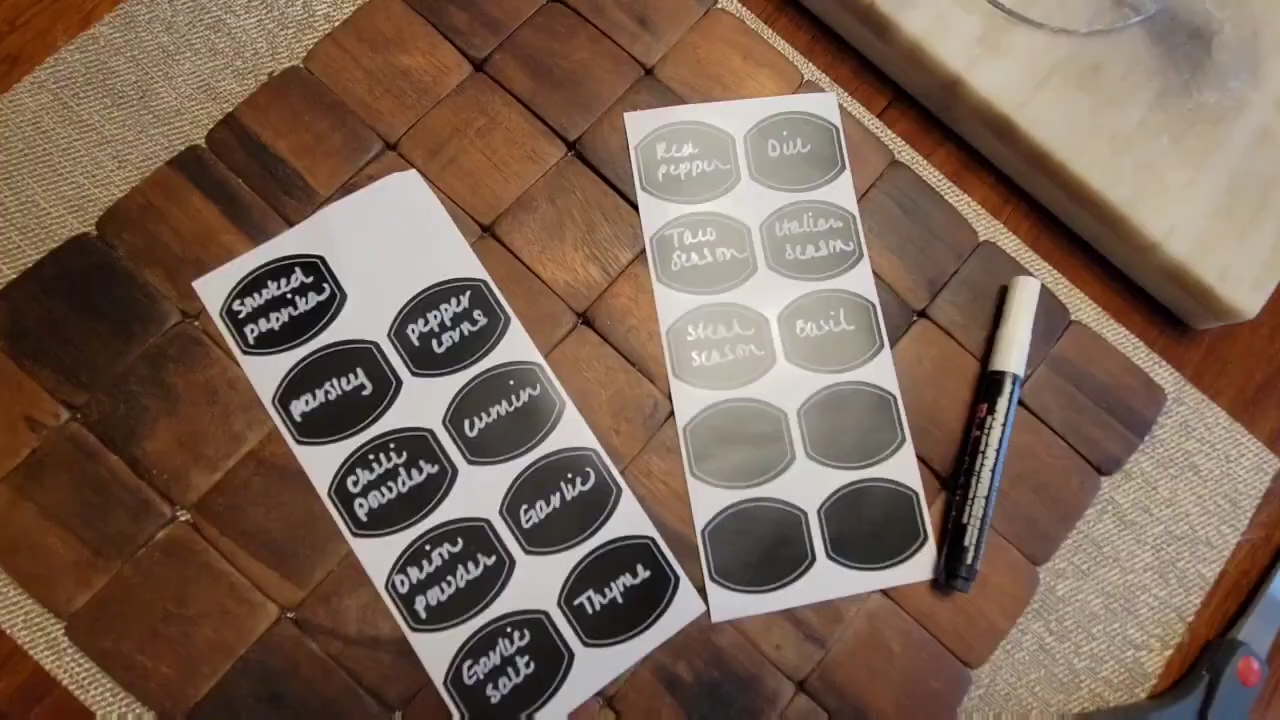 Smoked
paprika
pepper
corns
parsley
cumin
chili
powder
Garlic
Onion
powder
Thyme
Garlic
salt
Red
pepper
Dill
Taco
Season
Italian
Season
Steak
Season
Basil